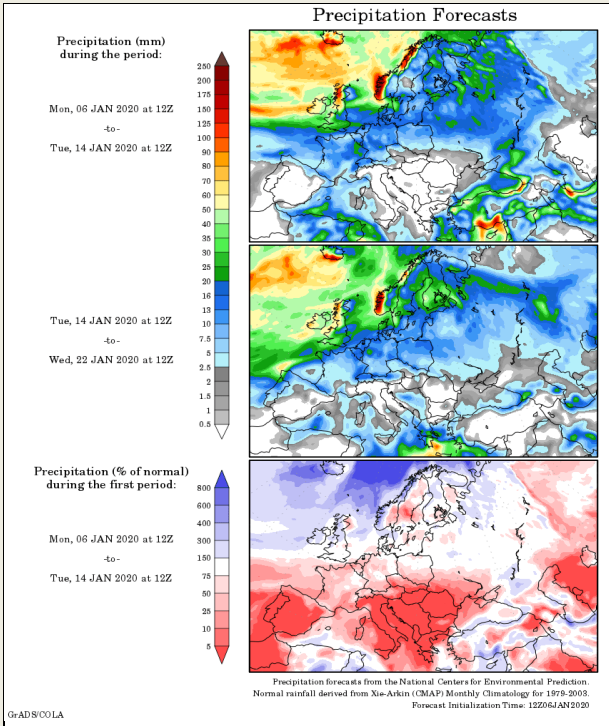 Precipitation Forecasts
Precipitation (mm)
during the period:
Mon, 06 JAN 2020 at 12Z
-to-
Tue, 14 JAN 2020 at 12Z
250
200
175
150
125
100
90
80
70
60
50
40
35
30
25
20
16
13
10
7.5
5
2.5
2
1.5
1
0.5
Tue, 14 JAN 2020 at 12Z
-to-
Wed, 22 JAN 2020 at 12Z
Precipitation (% of normal)
during the first period:
Mon, 06 JAN 2020 at 12Z
-to-
Tue, 14 JAN 2020 at 12Z
800
600
400
300
150
75
50
25
10
5
Precipitation forecasts from the National Centers for Environmental Prediction.
Normal rainfall derived from Xie-Arkin (CMAP) Monthly Climatology for 1979-2003.
Forecast Initialization Time: 12Z06JAN2020
GrADS/COLA